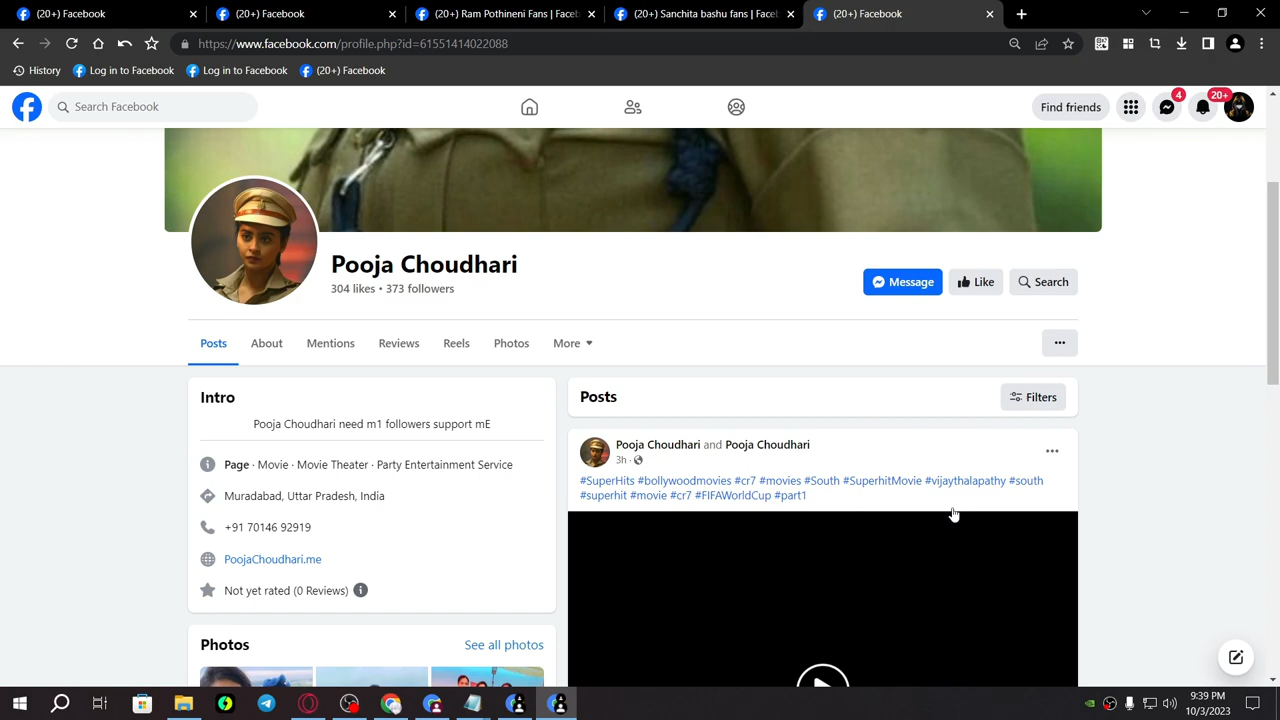 (20+) Facebook
(20+) Facebook
(20+) Ram Pothineni Fans | Faceb
(20+) Sanchita bashu fans | Faceb
(20+) Facebook
https://www.facebook.com/profile.php?id=61551414022088
History
Log in to Facebook
Log in to Facebook
(20+) Facebook
Search Facebook
Find friends
4
20+
Pooja Choudhari
304 likes • 373 followers
Message
Like
Search
Posts
About
Mentions
Reviews
Reels
Photos
More
Intro
Pooja Choudhari need m1 followers support mE
Page · Movie · Movie Theater · Party Entertainment Service
Muradabad, Uttar Pradesh, India
+91 70146 92919
PoojaChoudhari.me
Not yet rated (0 Reviews)
Photos
See all photos
Posts
Filters
Pooja Choudhari and Pooja Choudhari
3h ·
#SuperHits #bollywoodmovies #cr7 #movies #South #SuperhitMovie #vijaythalapathy #south
#superhit #movie #cr7 #FIFAWorldCup #part1
9:39 PM
10/3/2023